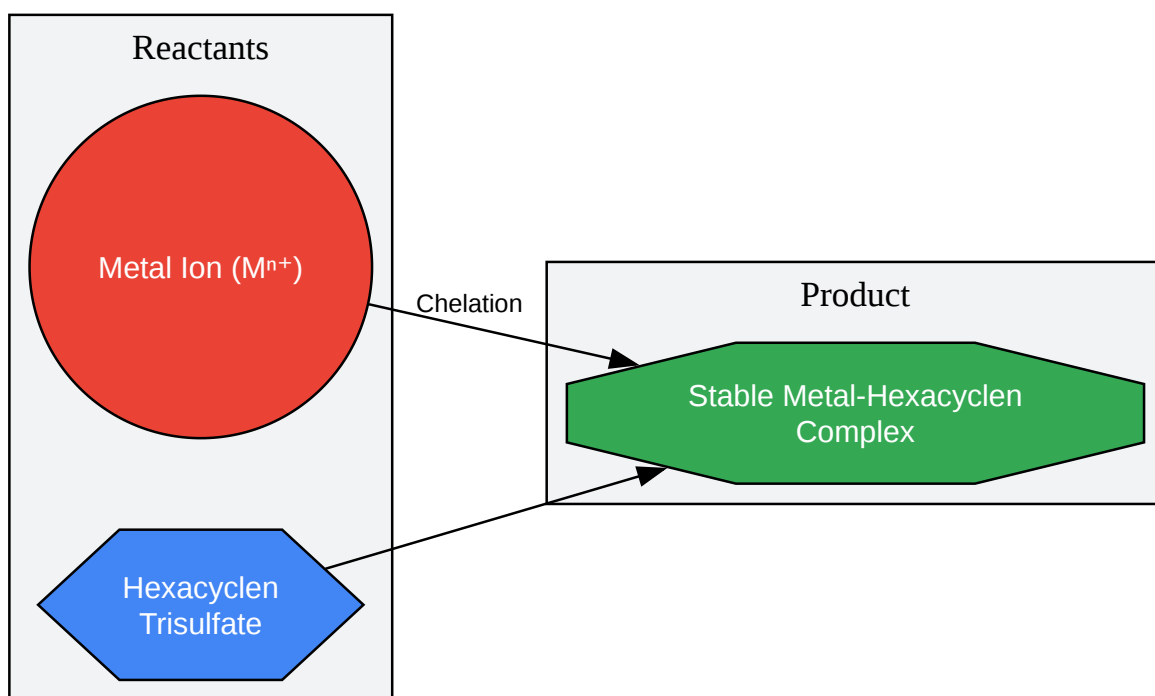 Reactants
Metal Ion (Mⁿ⁺)
Chelation
Product
Stable Metal-Hexacyclen
Complex
Hexacyclen
Trisulfate